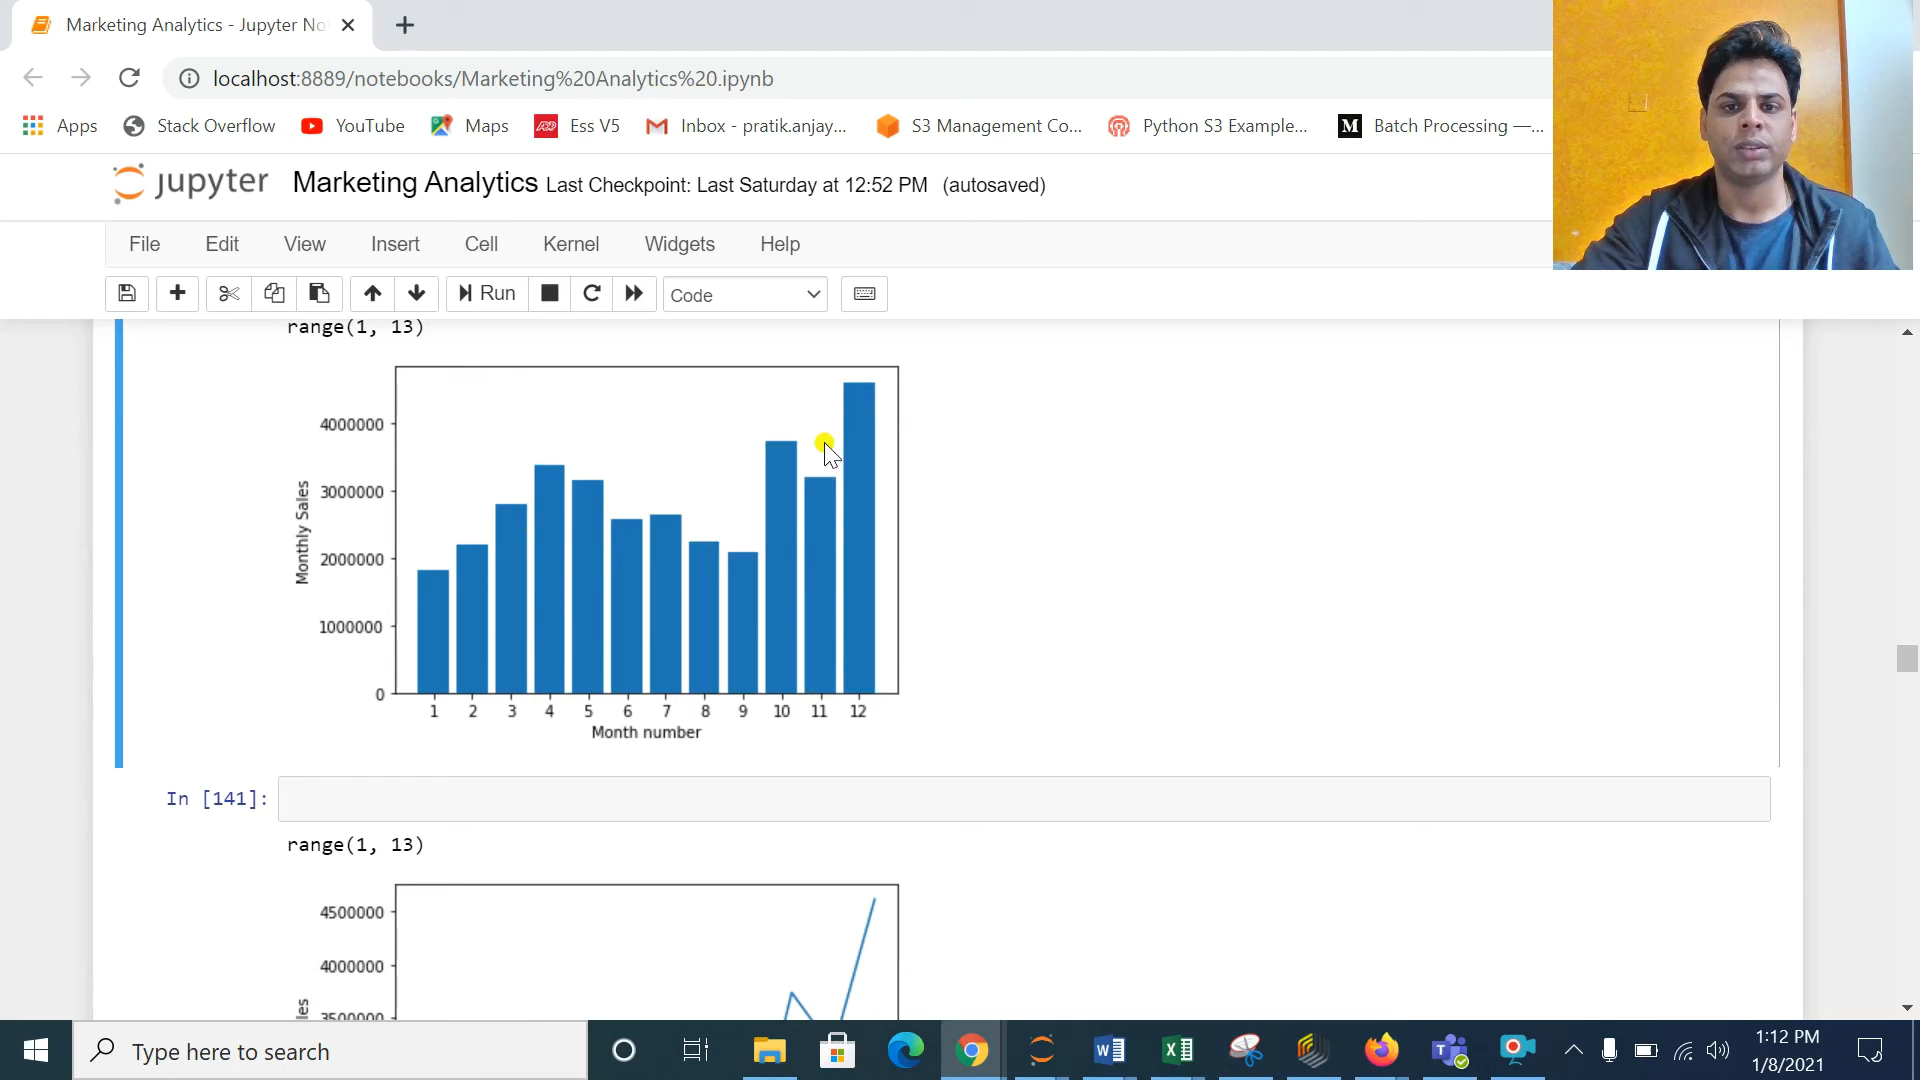 Marketing Analytics - Jupyter No
localhost:8889/notebooks/Marketing%20Analytics%20.ipynb
Apps Stack Overflow YouTube Maps Ess V5 Inbox - pratik.anjay... S3 Management Co... Python S3 Example... M Batch Processing —...
jupyter Marketing Analytics Last Checkpoint: Last Saturday at 12:52 PM (autosaved)
File Edit View Insert Cell Kernel Widgets Help
Run Code
range(1, 13)
4000000
3000000
2000000
1000000
0
Monthly Sales
1 2 3 4 5 6 7 8 9 10 11 12
Month number
In [141]:
range(1, 13)
4500000
4000000
3500000
les
Type here to search
1:12 PM
1/8/2021